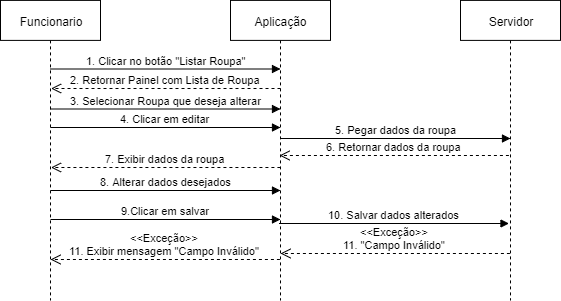 Funcionario
Aplicação
Servidor
1. Clicar no botão "Listar Roupa"
2. Retornar Painel com Lista de Roupa
3. Selecionar Roupa que deseja alterar
4. Clicar em editar
5. Pegar dados da roupa
6. Retornar dados da roupa
7. Exibir dados da roupa
8. Alterar dados desejados
9.Clicar em salvar
10. Salvar dados alterados
<<Exceção>>
11. "Campo Inválido"
<<Exceção>>
11. Exibir mensagem "Campo Inválido"